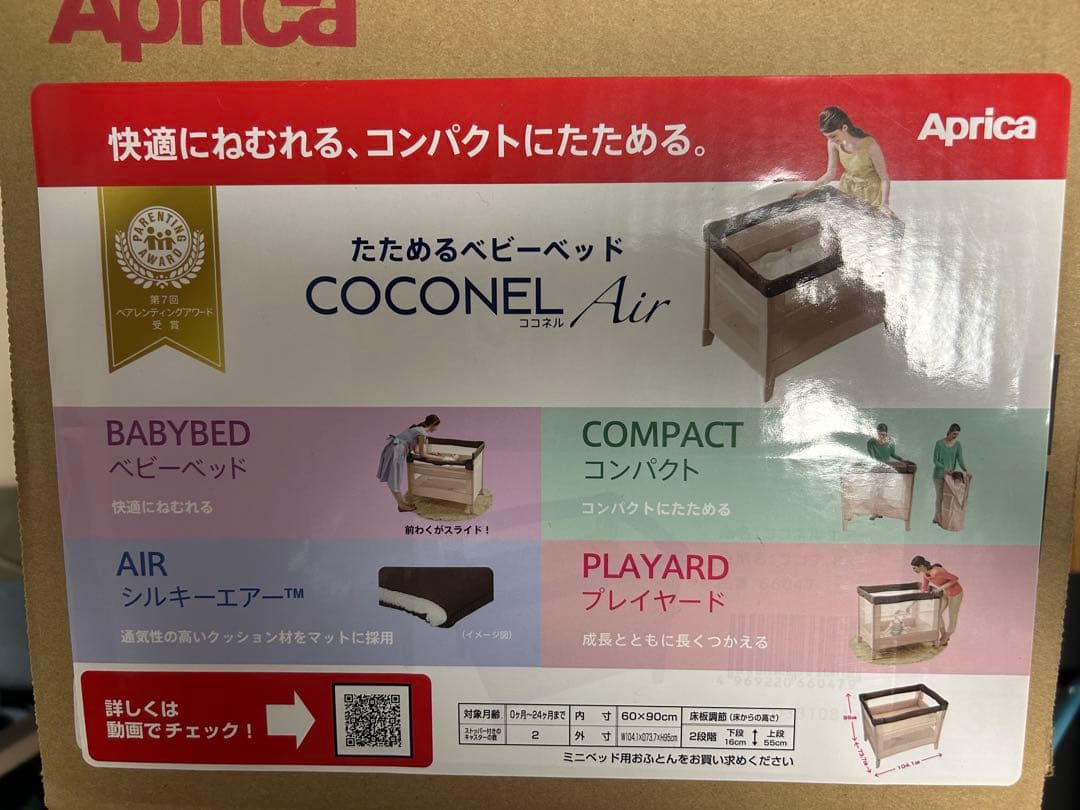 Aprica
快適にねむれる、コンパクトにたためる。
Aprica
PARENTING
AWARD
第7回
ペアレンティングアワード
受賞
たためるベビーベッド
COCONEL Air
ココネル
BABYBED
ベビーベッド
快適にねむれる
前わくがスライド!
COMPACT
コンパクト
コンパクトにたためる
AIR
シルキーエアー™
通気性の高いクッション材をマットに採用
(イメージ図)
PLAYARD
プレイヤード
成長とともに長くつかえる
4 969220 660479
詳しくは
動画でチェック!
対象月齢 0ヶ月〜24ヶ月まで 内寸 60×90cm 床板調節(床からの高さ)
ストッパー付きのキャスターの数 2 外寸 W104.1×D73.7×H95cm 2段階 下段 16cm 上段 55cm
ミニベッド用おふとんをお買い求めください
104.1cm